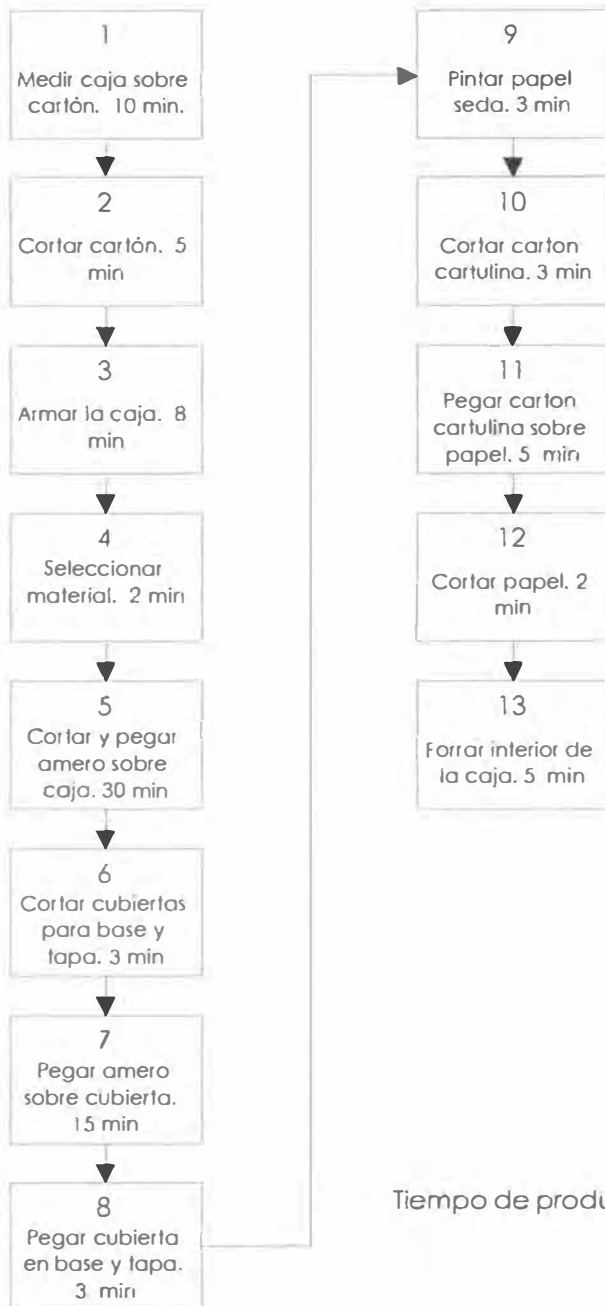 1
Medir caja sobre
cartón. 10 min.
2
Cortar cartón. 5
min
3
Armar la caja. 8
min
4
Seleccionar
material. 2 min
5
Cortar y pegar
amero sobre
caja. 30 min
6
Cortar cubiertas
para base y
tapa. 3 min
7
Pegar amero
sobre cubierta.
15 min
8
Pegar cubierta
en base y tapa.
3 min
9
Pintar papel
seda. 3 min
10
Cortar carton
cartulina. 3 min
11
Pegar carton
cartulina sobre
papel. 5 min
12
Cortar papel. 2
min
13
Forrar interior de
la caja. 5 min
Tiempo de produ